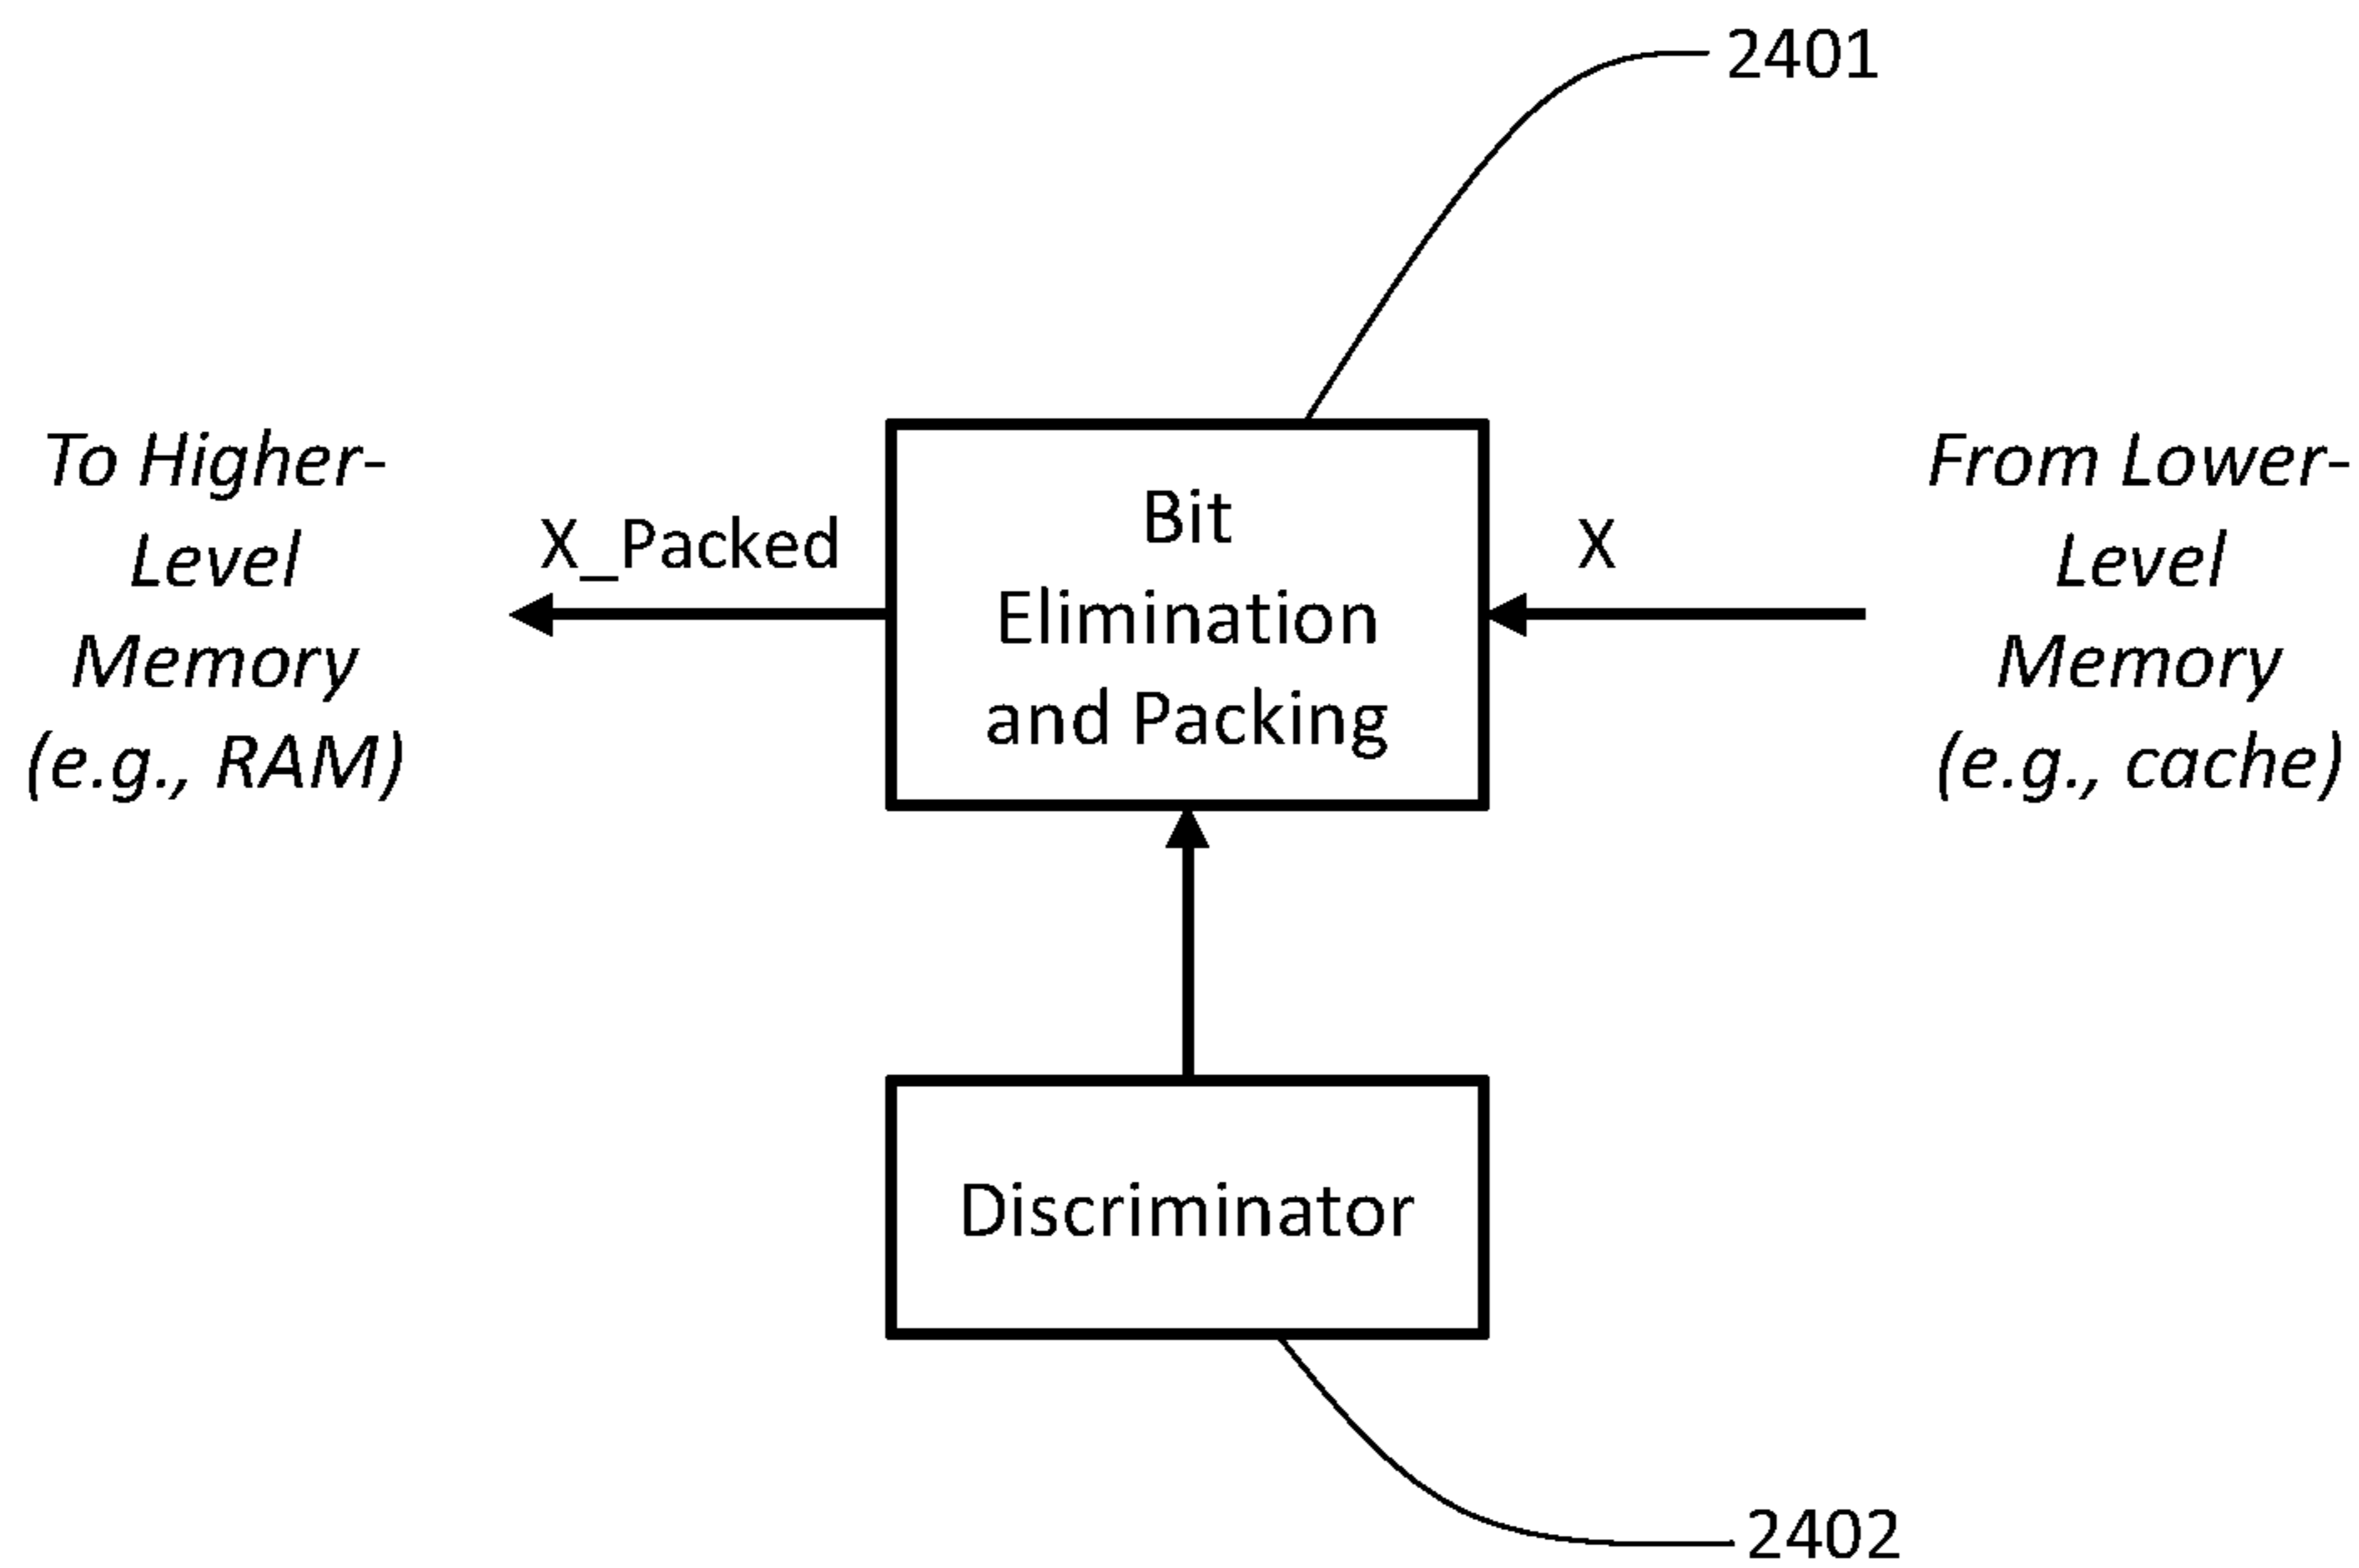 2401
To Higher-
Level
Memory
(e.g., RAM)
X_Packed
Bit
Elimination
and Packing
X
From Lower-
Level
Memory
(e.g., cache)
Discriminator
2402